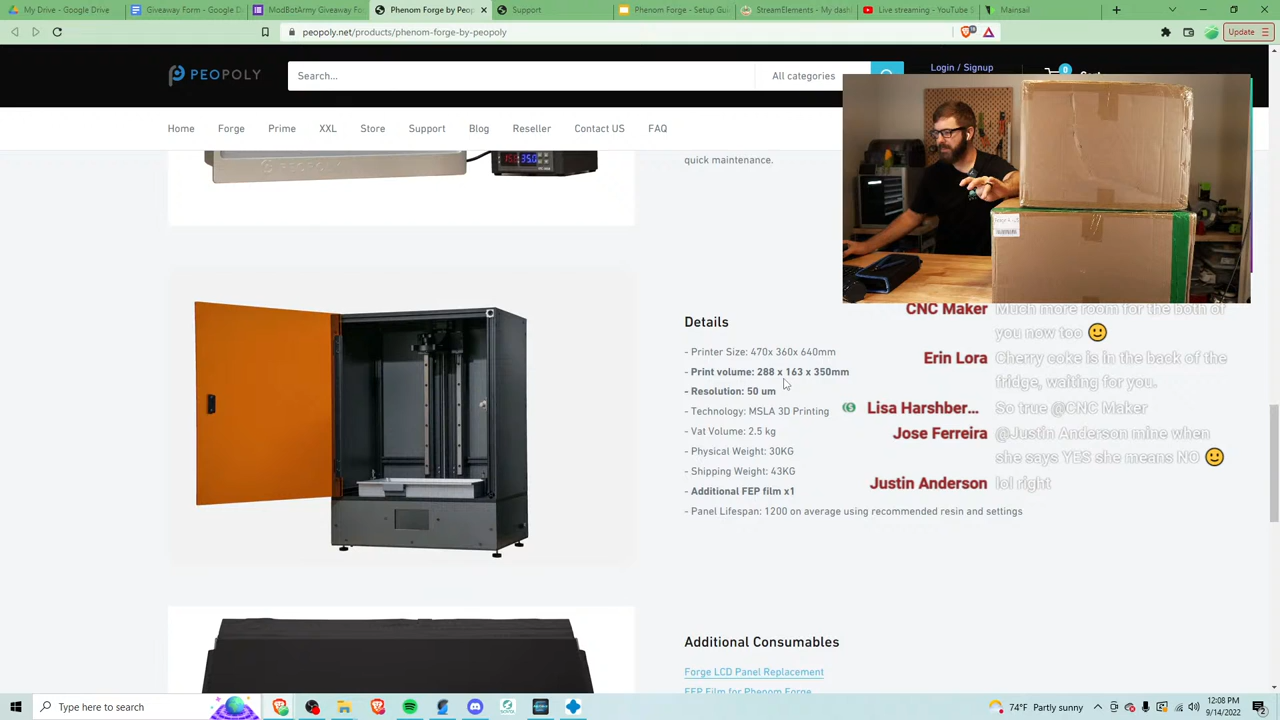 My Drive - Google Drive
Giveaway Form - Google D
ModBotArmy Giveaway Fo
Phenom Forge by Peop
Support
Phenom Forge - Setup Gui
StreamElements - My dash
Live streaming - YouTube S
Mainsail
peopoly.net/products/phenom-forge-by-peopoly
Update
PEOPOLY
Search...
All categories
Login / Signup
0
Cart
Home
Forge
Prime
XXL
Store
Support
Blog
Reseller
Contact US
FAQ
quick maintenance.
PEOPOLY
Details
- Printer Size: 470x 360x 640mm
- Print volume: 288 x 163 x 350mm
- Resolution: 50 um
- Technology: MSLA 3D Printing
- Vat Volume: 2.5 kg
- Physical Weight: 30KG
- Shipping Weight: 43KG
- Additional FEP film x1
- Panel Lifespan: 1200 on average using recommended resin and settings
CNC Maker Much more room for the both of
you now too
Erin Lora Cherry coke is in the back of the
fridge, waiting for you.
Lisa Harshber... So true @CNC Maker
Jose Ferreira @Justin Anderson mine when
she says YES she means NO
Justin Anderson lol right
Additional Consumables
Forge LCD Panel Replacement
FEP Film for Phenom Forge
Type here to search
74°F Partly sunny
12:08 PM
9/14/2022
2